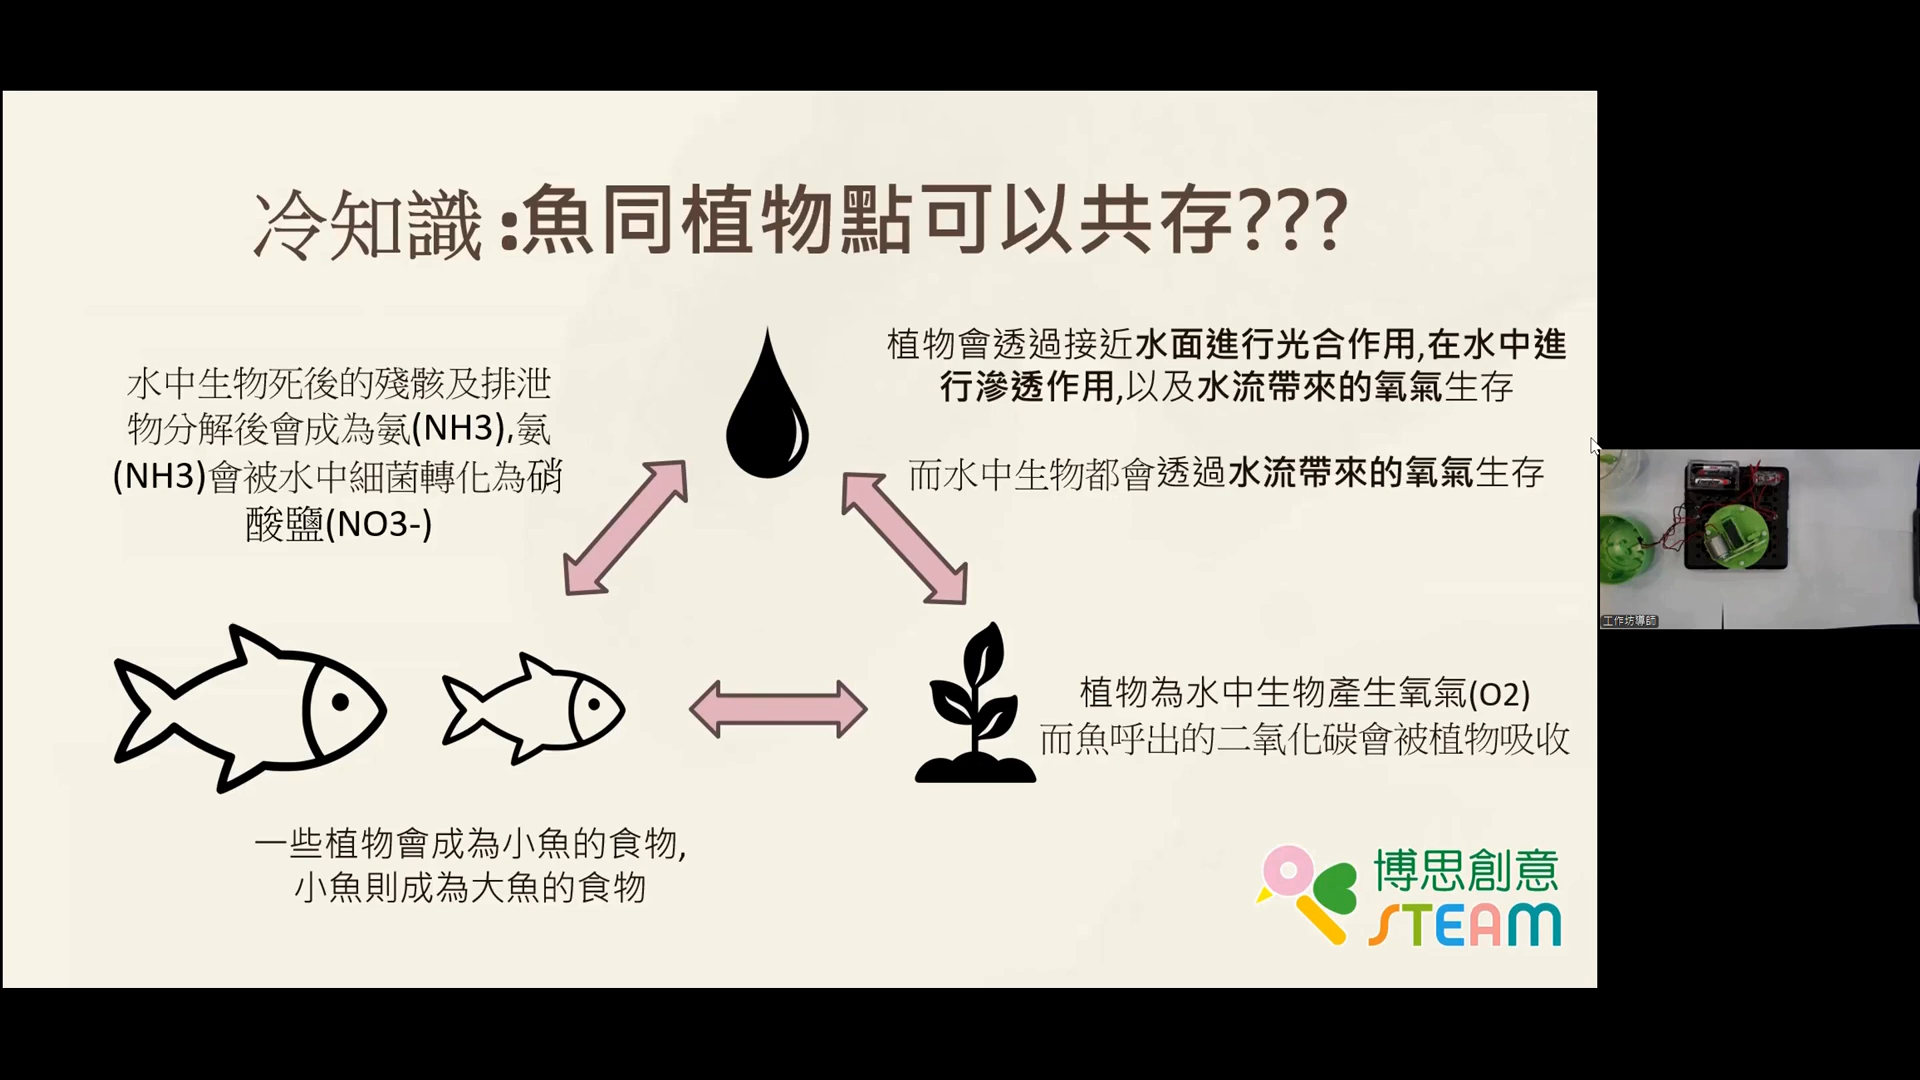 冷知識:魚同植物點可以共存???
水中生物死後的殘骸及排泄
物分解後會成為氨(NH3),氨
(NH3)會被水中細菌轉化為硝
酸鹽(NO3-)
植物會透過接近水面進行光合作用,在水中進
行滲透作用,以及水流帶來的氧氣生存
而水中生物都會透過水流帶來的氧氣生存
植物為水中生物產生氧氣(O2)
而魚呼出的二氧化碳會被植物吸收
一些植物會成為小魚的食物,
小魚則成為大魚的食物
博思創意
STEAM
工作坊導師